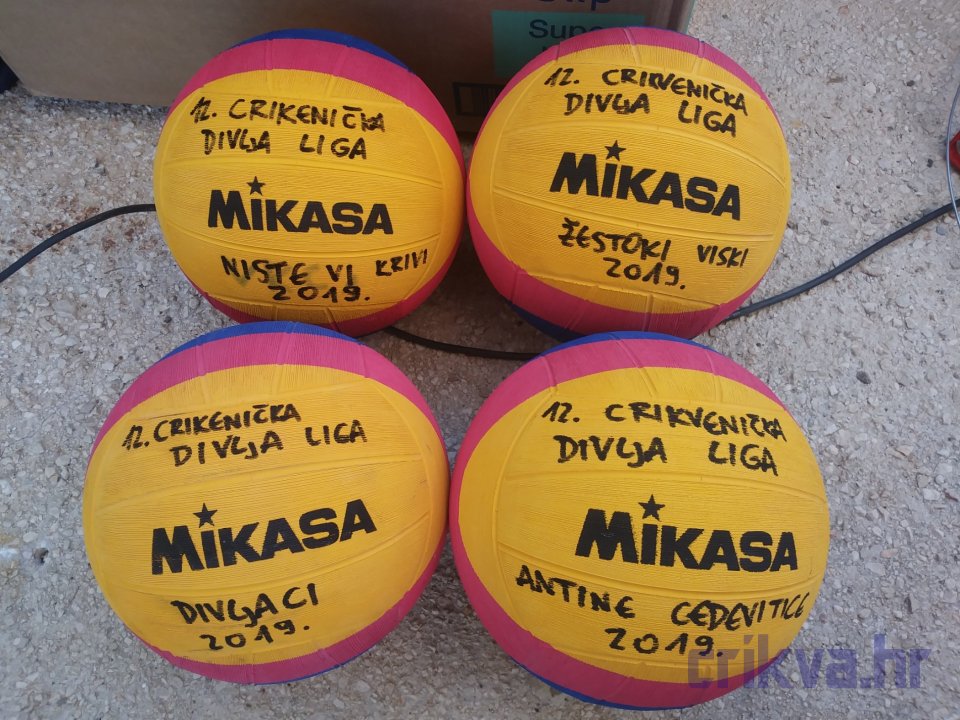 Supe
12. CRIKENIČKA
DIVLJA LIGA
MIKASA
NISTE VI KRIVI
2019.
12. CRIKVENIČKA
DIVLJA LIGA
MIKASA
ŽESTOKI VISKI
2019.
12. CRIKENIČKA
DIVLJA LIGA
MIKASA
DIVLJACI
2019.
12. CRIKVENIČKA
DIVLJA LIGA
MIKASA
ANTINE CEDEVITICE
2019.
crikva.hr